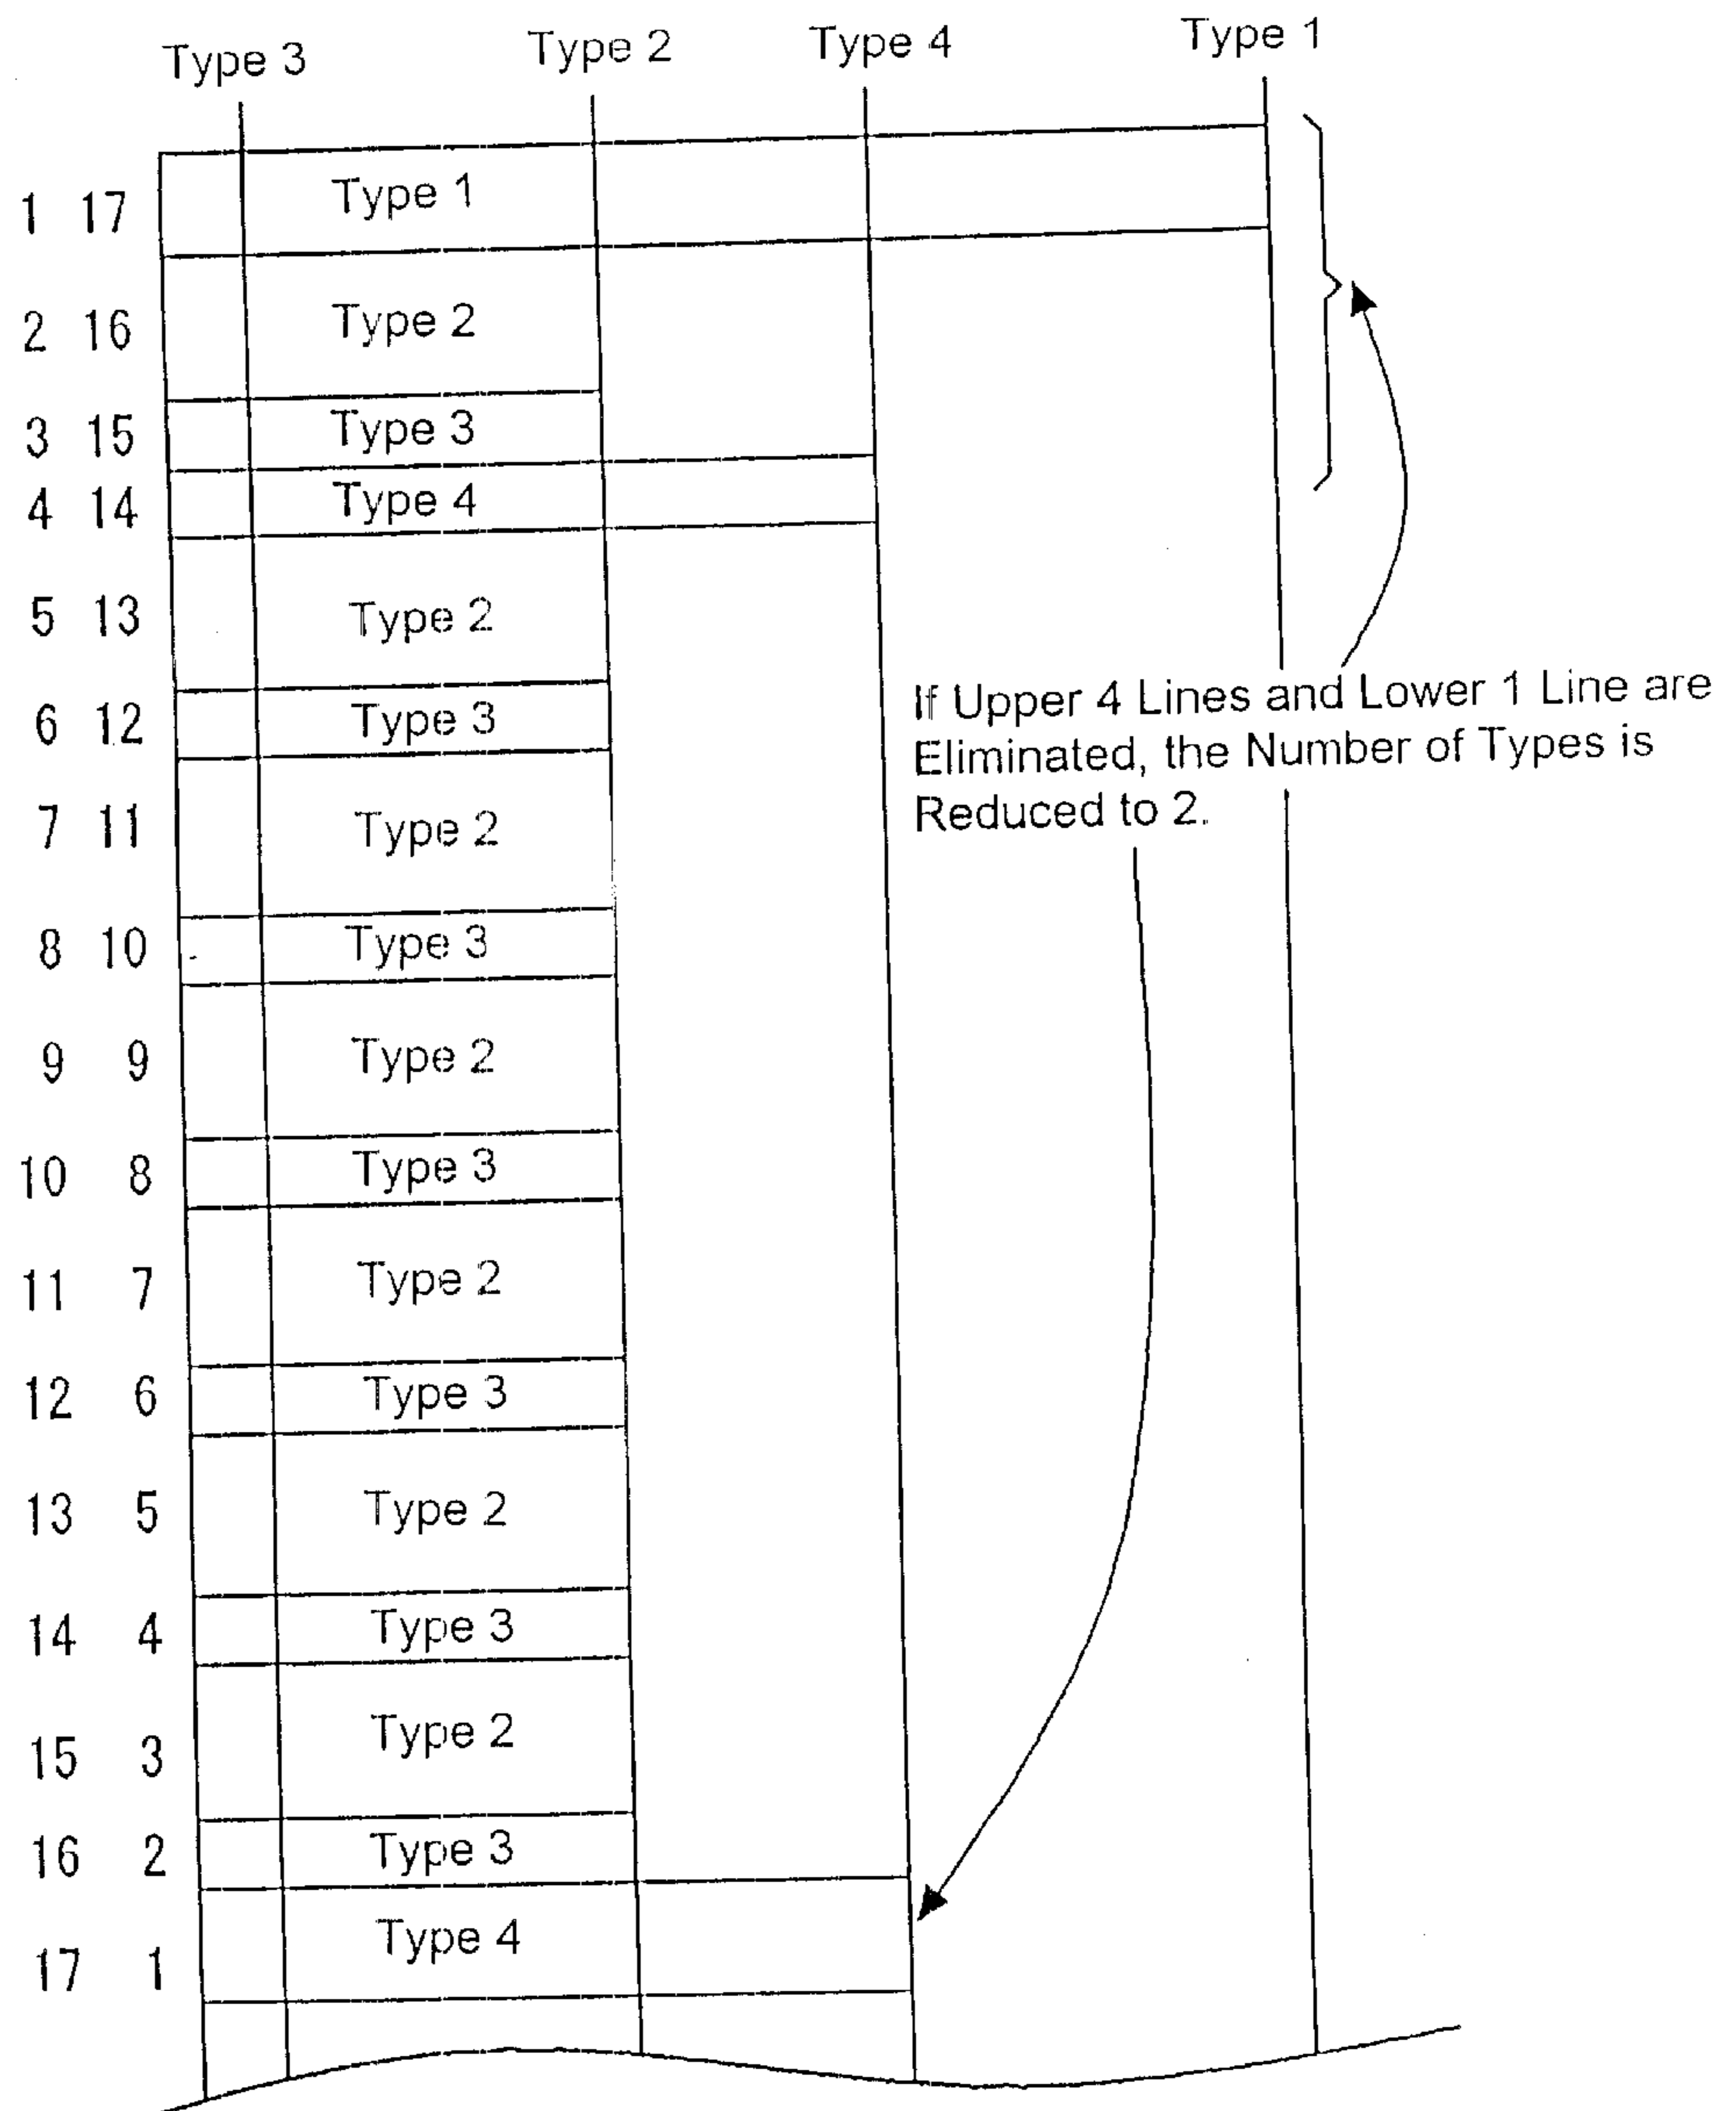 Type 3 Type 2 Type 4 Type 1
1 17 Type 1
2 16 Type 2
3 15 Type 3
4 14 Type 4
5 13 Type 2
6 12 Type 3
7 11 Type 2
8 10 Type 3
9 9 Type 2
10 8 Type 3
11 7 Type 2
12 6 Type 3
13 5 Type 2
14 4 Type 3
15 3 Type 2
16 2 Type 3
17 1 Type 4
If Upper 4 Lines and Lower 1 Line are
Eliminated, the Number of Types is
Reduced to 2.